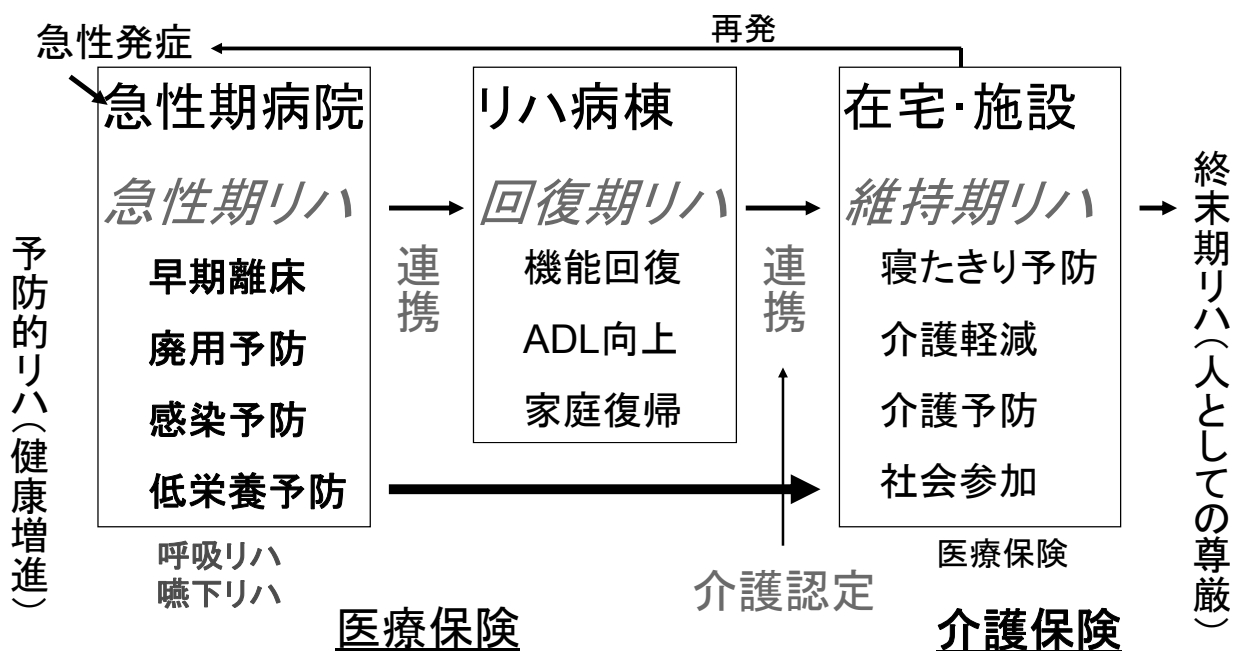 再発
急性発症
急性期病院
急性期リハ
早期離床
廃用予防
感染予防
低栄養予防
呼吸リハ
嚥下リハ
連携
リハ病棟
回復期リハ
機能回復
ADL向上
家庭復帰
連携
介護認定
在宅・施設
維持期リハ
寝たきり予防
介護軽減
介護予防
社会参加
医療保険
予防的リハ(健康増進)
終末期リハ(人としての尊厳)
医療保険
介護保険